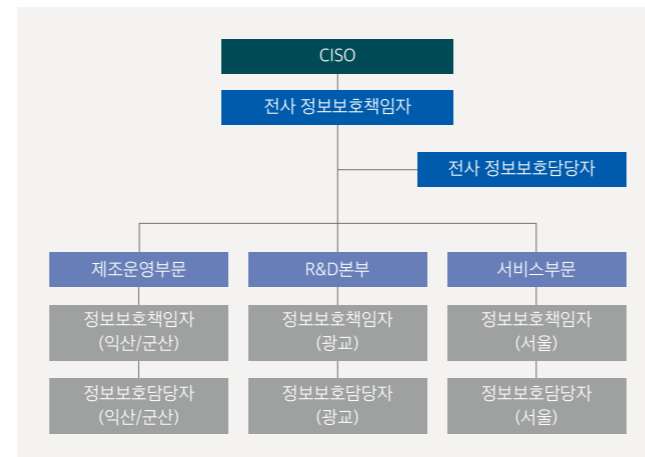 CISO
전사 정보보호책임자
전사 정보보호담당자
제조운영부문
R&D본부
서비스부문
정보보호책임자
(익산/군산)
정보보호책임자
(광교)
정보보호책임자
(서울)
정보보호담당자
(익산/군산)
정보보호담당자
(광교)
정보보호담당자
(서울)